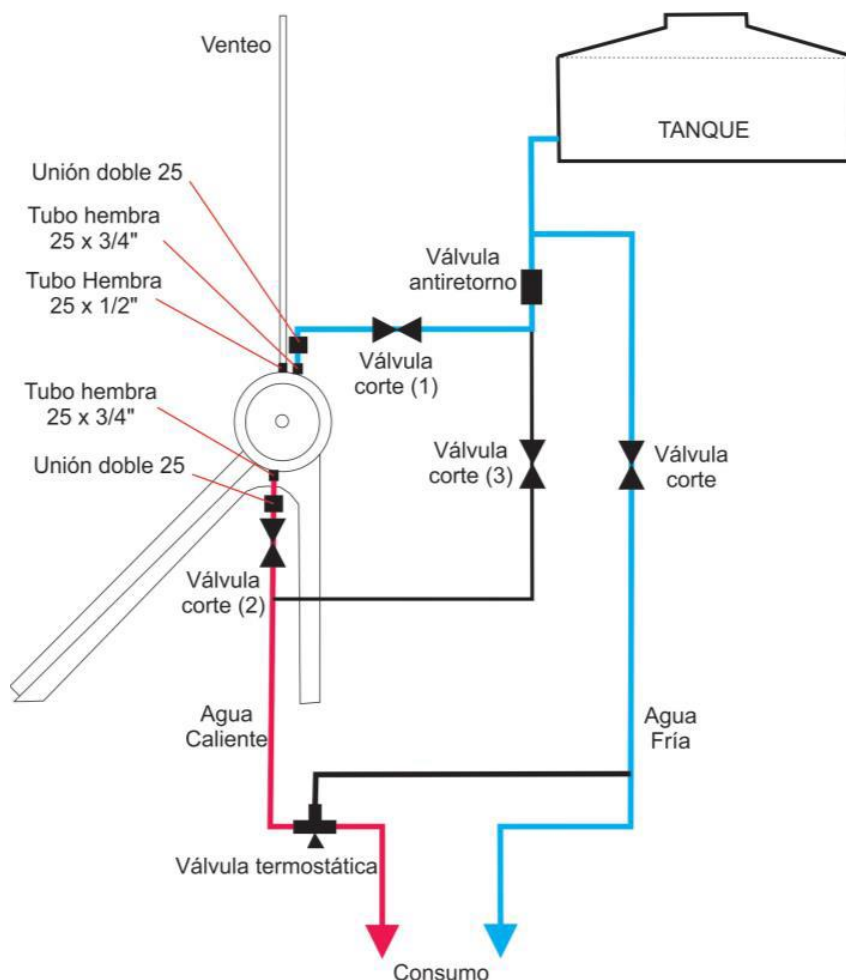 Venteo
TANQUE
Unión doble 25
Tubo hembra
25 x 3/4"
Tubo Hembra
25 x 1/2"
Válvula
antiretorno
Válvula
corte (1)
Tubo hembra
25 x 3/4"
Unión doble 25
Válvula
corte (3)
Válvula
corte
Válvula
corte (2)
Agua
Caliente
Agua
Fría
Válvula termostática
Consumo